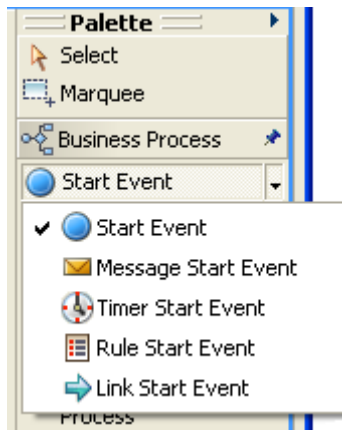 Palette
Select
Marquee
Business Process
Start Event
Start Event
Message Start Event
Timer Start Event
Rule Start Event
Link Start Event
Process